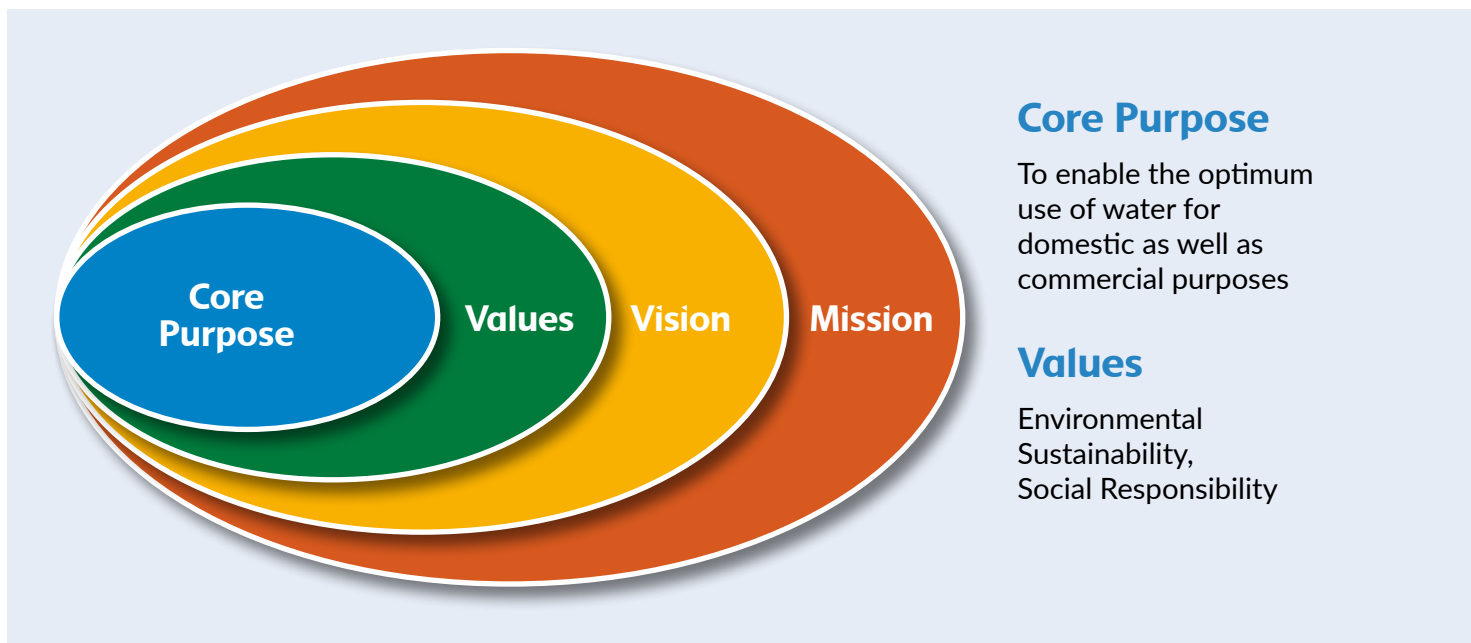 Core
Purpose
Values
Vision
Mission
Core Purpose
To enable the optimum
use of water for
domestic as well as
commercial purposes
Values
Environmental
Sustainability,
Social Responsibility